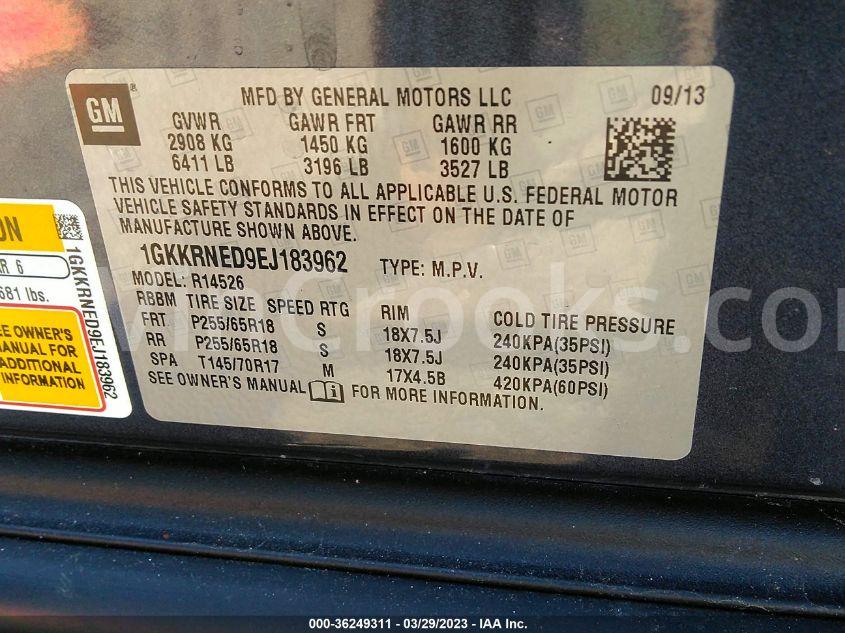 GM
MFD BY GENERAL MOTORS LLC 09/13
GVWR GAWR FRT GAWR RR
2908 KG 1450 KG 1600 KG
6411 LB 3196 LB 3527 LB
THIS VEHICLE CONFORMS TO ALL APPLICABLE U.S. FEDERAL MOTOR
VEHICLE SAFETY STANDARDS IN EFFECT ON THE DATE OF
MANUFACTURE SHOWN ABOVE.
1GKKRNED9EJ183962 TYPE: M.P.V.
MODEL: R14526
RBBM TIRE SIZE SPEED RTG RIM COLD TIRE PRESSURE
FRT P255/65R18 S 18X7.5J 240KPA(35PSI)
RR P255/65R18 S 18X7.5J 240KPA(35PSI)
SPA T145/70R17 M 17X4.5B 420KPA(60PSI)
SEE OWNER'S MANUAL FOR MORE INFORMATION.
ON
R 6
681 lbs.
EE OWNER'S
MANUAL FOR
ADDITIONAL
INFORMATION
1GKKRNED9EJ183962
000-36249311 — 03/29/2023 — IAA Inc.